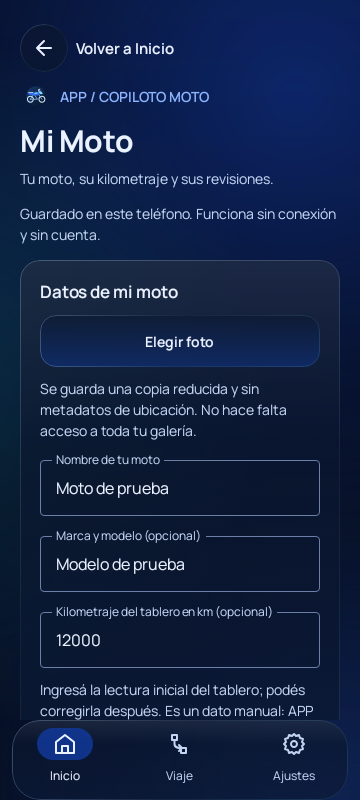 Volver a Inicio
APP / COPILOTO MOTO
Mi Moto
Tu moto, su kilometraje y sus revisiones.
Guardado en este teléfono. Funciona sin conexión
y sin cuenta.
Datos de mi moto
Elegir foto
Se guarda una copia reducida y sin
metadatos de ubicación. No hace falta
acceso a toda tu galería.
Nombre de tu moto
Moto de prueba
Marca y modelo (opcional)
Modelo de prueba
Kilometraje del tablero en km (opcional)
12000
Ingresá la lectura inicial del tablero; podés
corregirla después. Es un dato manual: APP
Inicio
Viaje
Ajustes